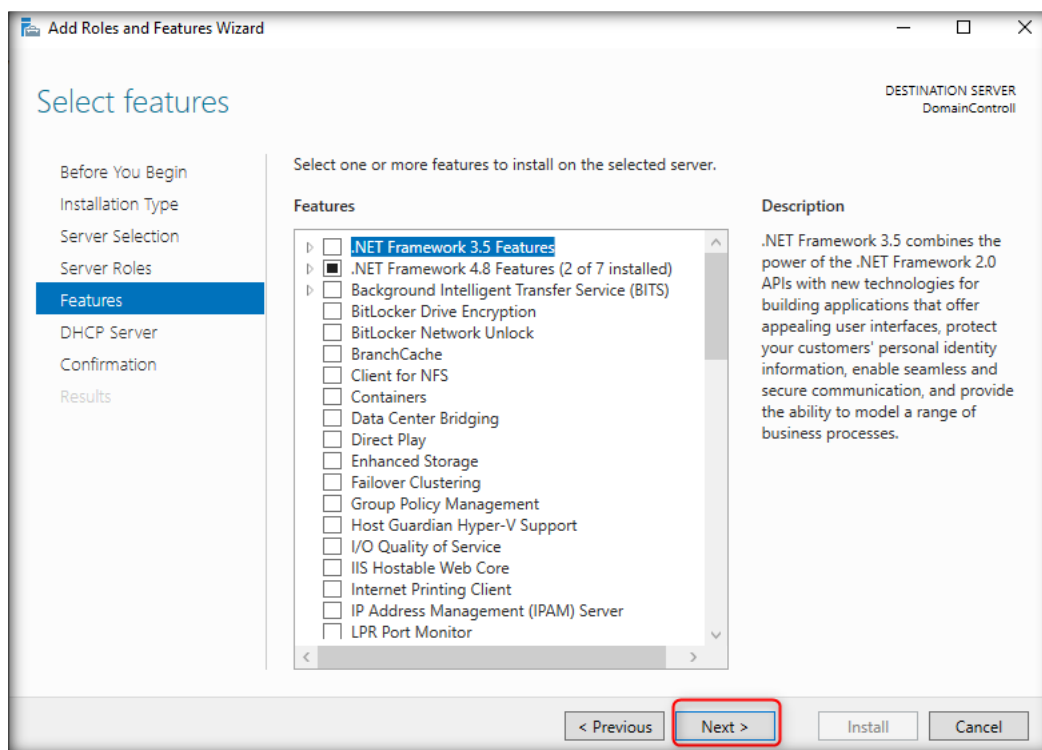 Add Roles and Features Wizard
Select features
DESTINATION SERVER
DomainControll
Before You Begin
Installation Type
Server Selection
Server Roles
Features
DHCP Server
Confirmation
Results
Select one or more features to install on the selected server.
Features
.NET Framework 3.5 Features
.NET Framework 4.8 Features (2 of 7 installed)
Background Intelligent Transfer Service (BITS)
BitLocker Drive Encryption
BitLocker Network Unlock
BranchCache
Client for NFS
Containers
Data Center Bridging
Direct Play
Enhanced Storage
Failover Clustering
Group Policy Management
Host Guardian Hyper-V Support
I/O Quality of Service
IIS Hostable Web Core
Internet Printing Client
IP Address Management (IPAM) Server
LPR Port Monitor
Description
.NET Framework 3.5 combines the
power of the .NET Framework 2.0
APIs with new technologies for
building applications that offer
appealing user interfaces, protect
your customers' personal identity
information, enable seamless and
secure communication, and provide
the ability to model a range of
business processes.
< Previous
Next >
Install
Cancel